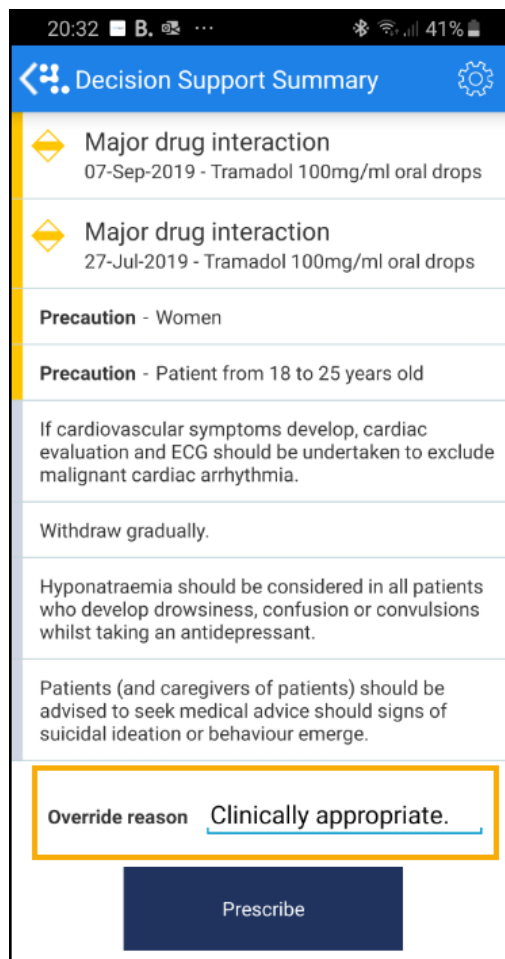 20:32 B. ··· 41%
Decision Support Summary
Major drug interaction
07-Sep-2019 - Tramadol 100mg/ml oral drops
Major drug interaction
27-Jul-2019 - Tramadol 100mg/ml oral drops
Precaution - Women
Precaution - Patient from 18 to 25 years old
If cardiovascular symptoms develop, cardiac
evaluation and ECG should be undertaken to exclude
malignant cardiac arrhythmia.
Withdraw gradually.
Hyponatraemia should be considered in all patients
who develop drowsiness, confusion or convulsions
whilst taking an antidepressant.
Patients (and caregivers of patients) should be
advised to seek medical advice should signs of
suicidal ideation or behaviour emerge.
Override reason Clinically appropriate.
Prescribe